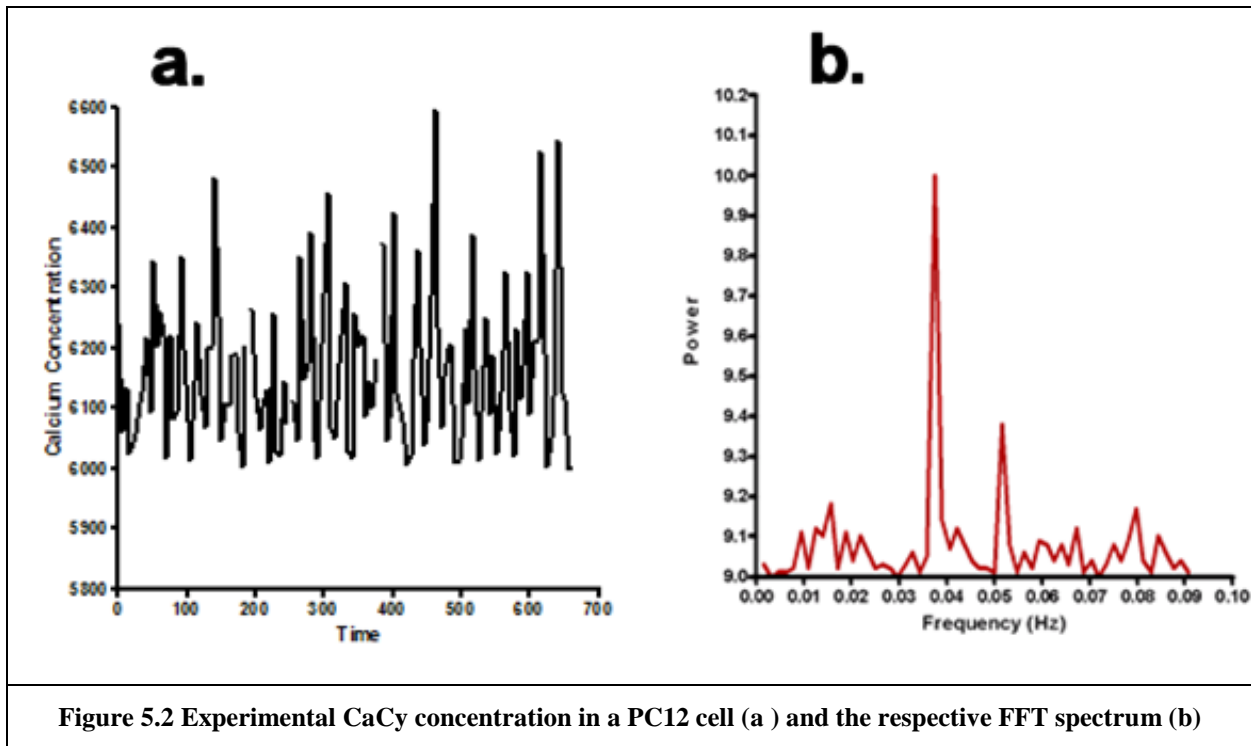 a.
6600
6500
6400
6300
6200
6100
6000
5900
5800
Calcium Concentration
0 100 200 300 400 500 600 700
Time
b.
10.2
10.1
10.0
9.9
9.8
9.7
9.6
9.5
9.4
9.3
9.2
9.1
9.0
Power
0.00 0.01 0.02 0.03 0.04 0.05 0.06 0.07 0.08 0.09 0.10
Frequency (Hz)
Figure 5.2 Experimental CaCy concentration in a PC12 cell (a ) and the respective FFT spectrum (b)